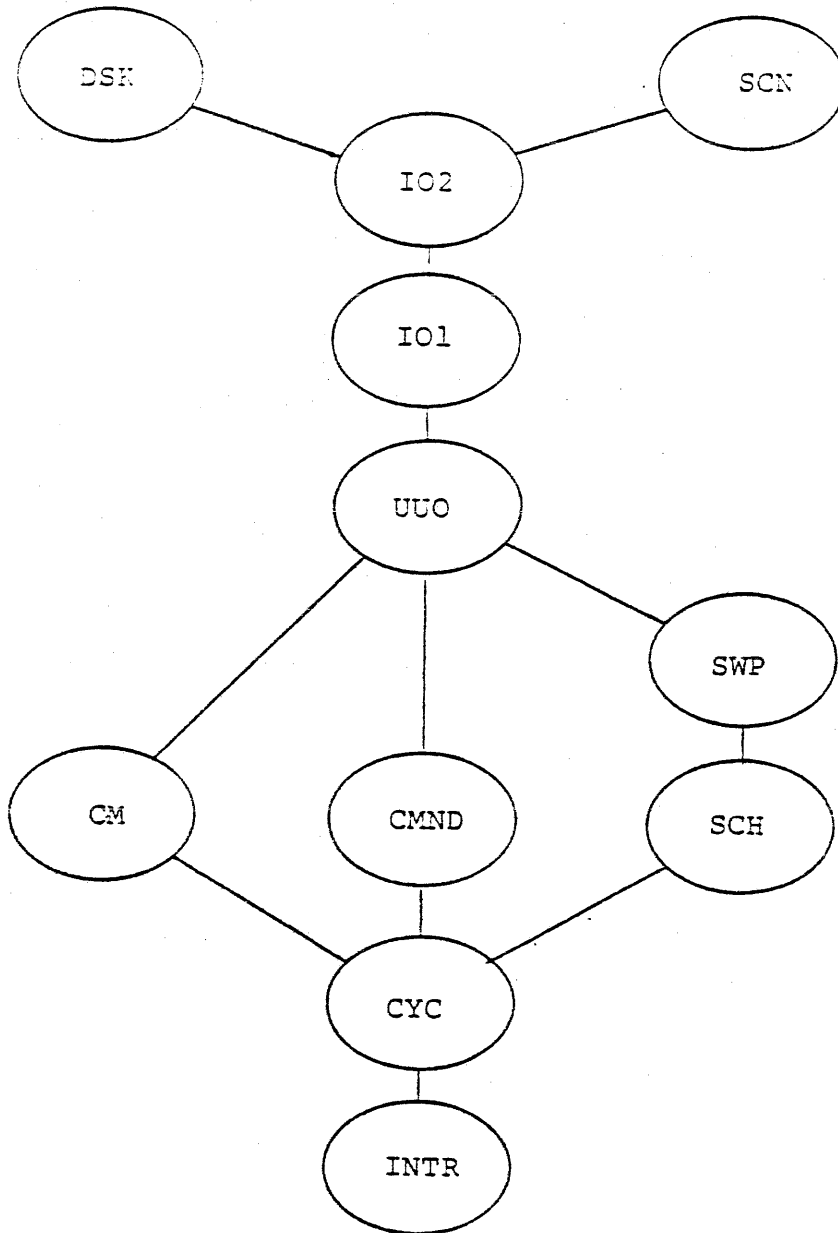 DSK
SCN
IO2
IO1
UUO
SWP
CM
CMND
SCH
CYC
INTR